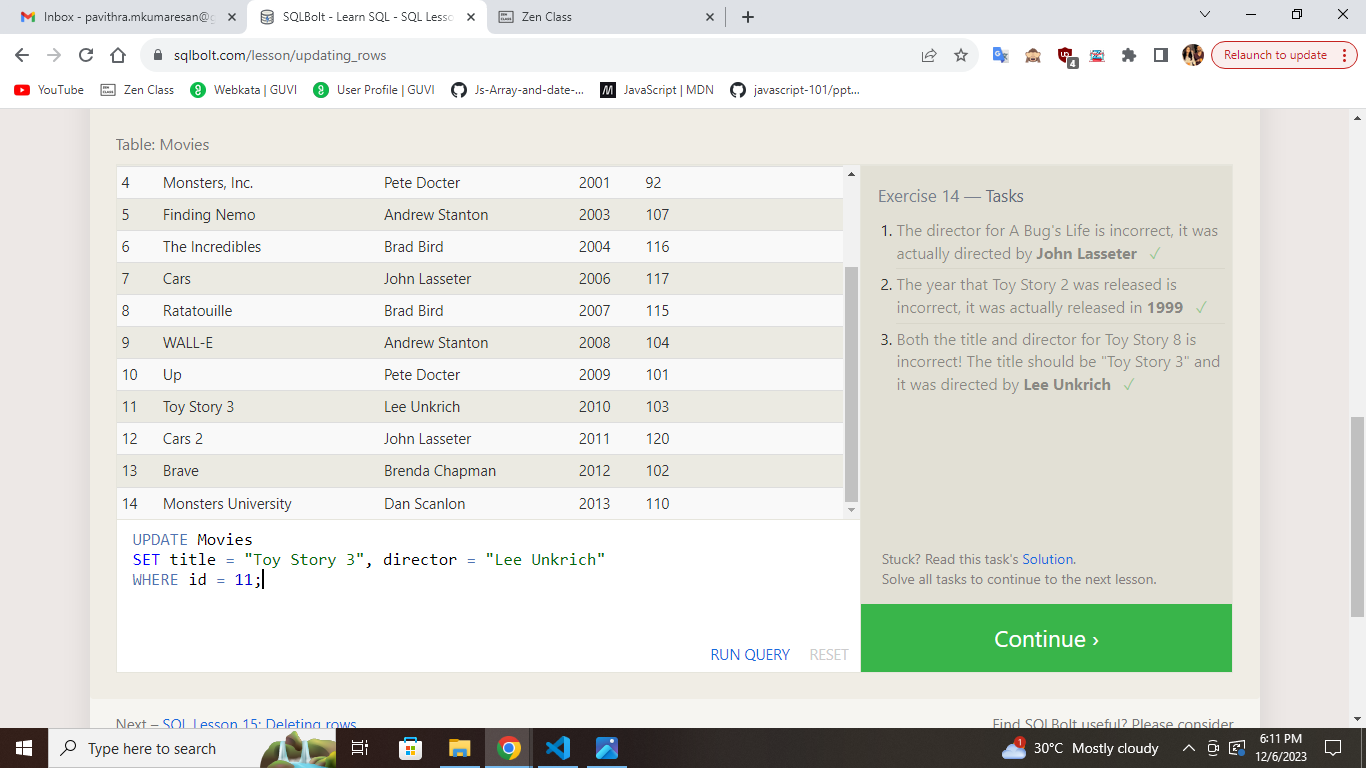 Inbox - pavithra.mkumaresan@g
SQLBolt - Learn SQL - SQL Lesso
Zen Class
sqlbolt.com/lesson/updating_rows
4
Relaunch to update
YouTube
Zen Class
Webkata | GUVI
User Profile | GUVI
Js-Array-and-date-...
JavaScript | MDN
javascript-101/ppt...
Table: Movies
4 Monsters, Inc. Pete Docter 2001 92
5 Finding Nemo Andrew Stanton 2003 107
6 The Incredibles Brad Bird 2004 116
7 Cars John Lasseter 2006 117
8 Ratatouille Brad Bird 2007 115
9 WALL-E Andrew Stanton 2008 104
10 Up Pete Docter 2009 101
11 Toy Story 3 Lee Unkrich 2010 103
12 Cars 2 John Lasseter 2011 120
13 Brave Brenda Chapman 2012 102
14 Monsters University Dan Scanlon 2013 110
UPDATE Movies
SET title = "Toy Story 3", director = "Lee Unkrich"
WHERE id = 11;
RUN QUERY RESET
Exercise 14 — Tasks
1. The director for A Bug's Life is incorrect, it was
actually directed by John Lasseter ✓
2. The year that Toy Story 2 was released is
incorrect, it was actually released in 1999 ✓
3. Both the title and director for Toy Story 8 is
incorrect! The title should be "Toy Story 3" and
it was directed by Lee Unkrich ✓
Stuck? Read this task's Solution.
Solve all tasks to continue to the next lesson.
Continue ›
Next – SQL Lesson 15: Deleting rows
Find SQLBolt useful? Please consider
Type here to search
1
30°C Mostly cloudy
6:11 PM
12/6/2023